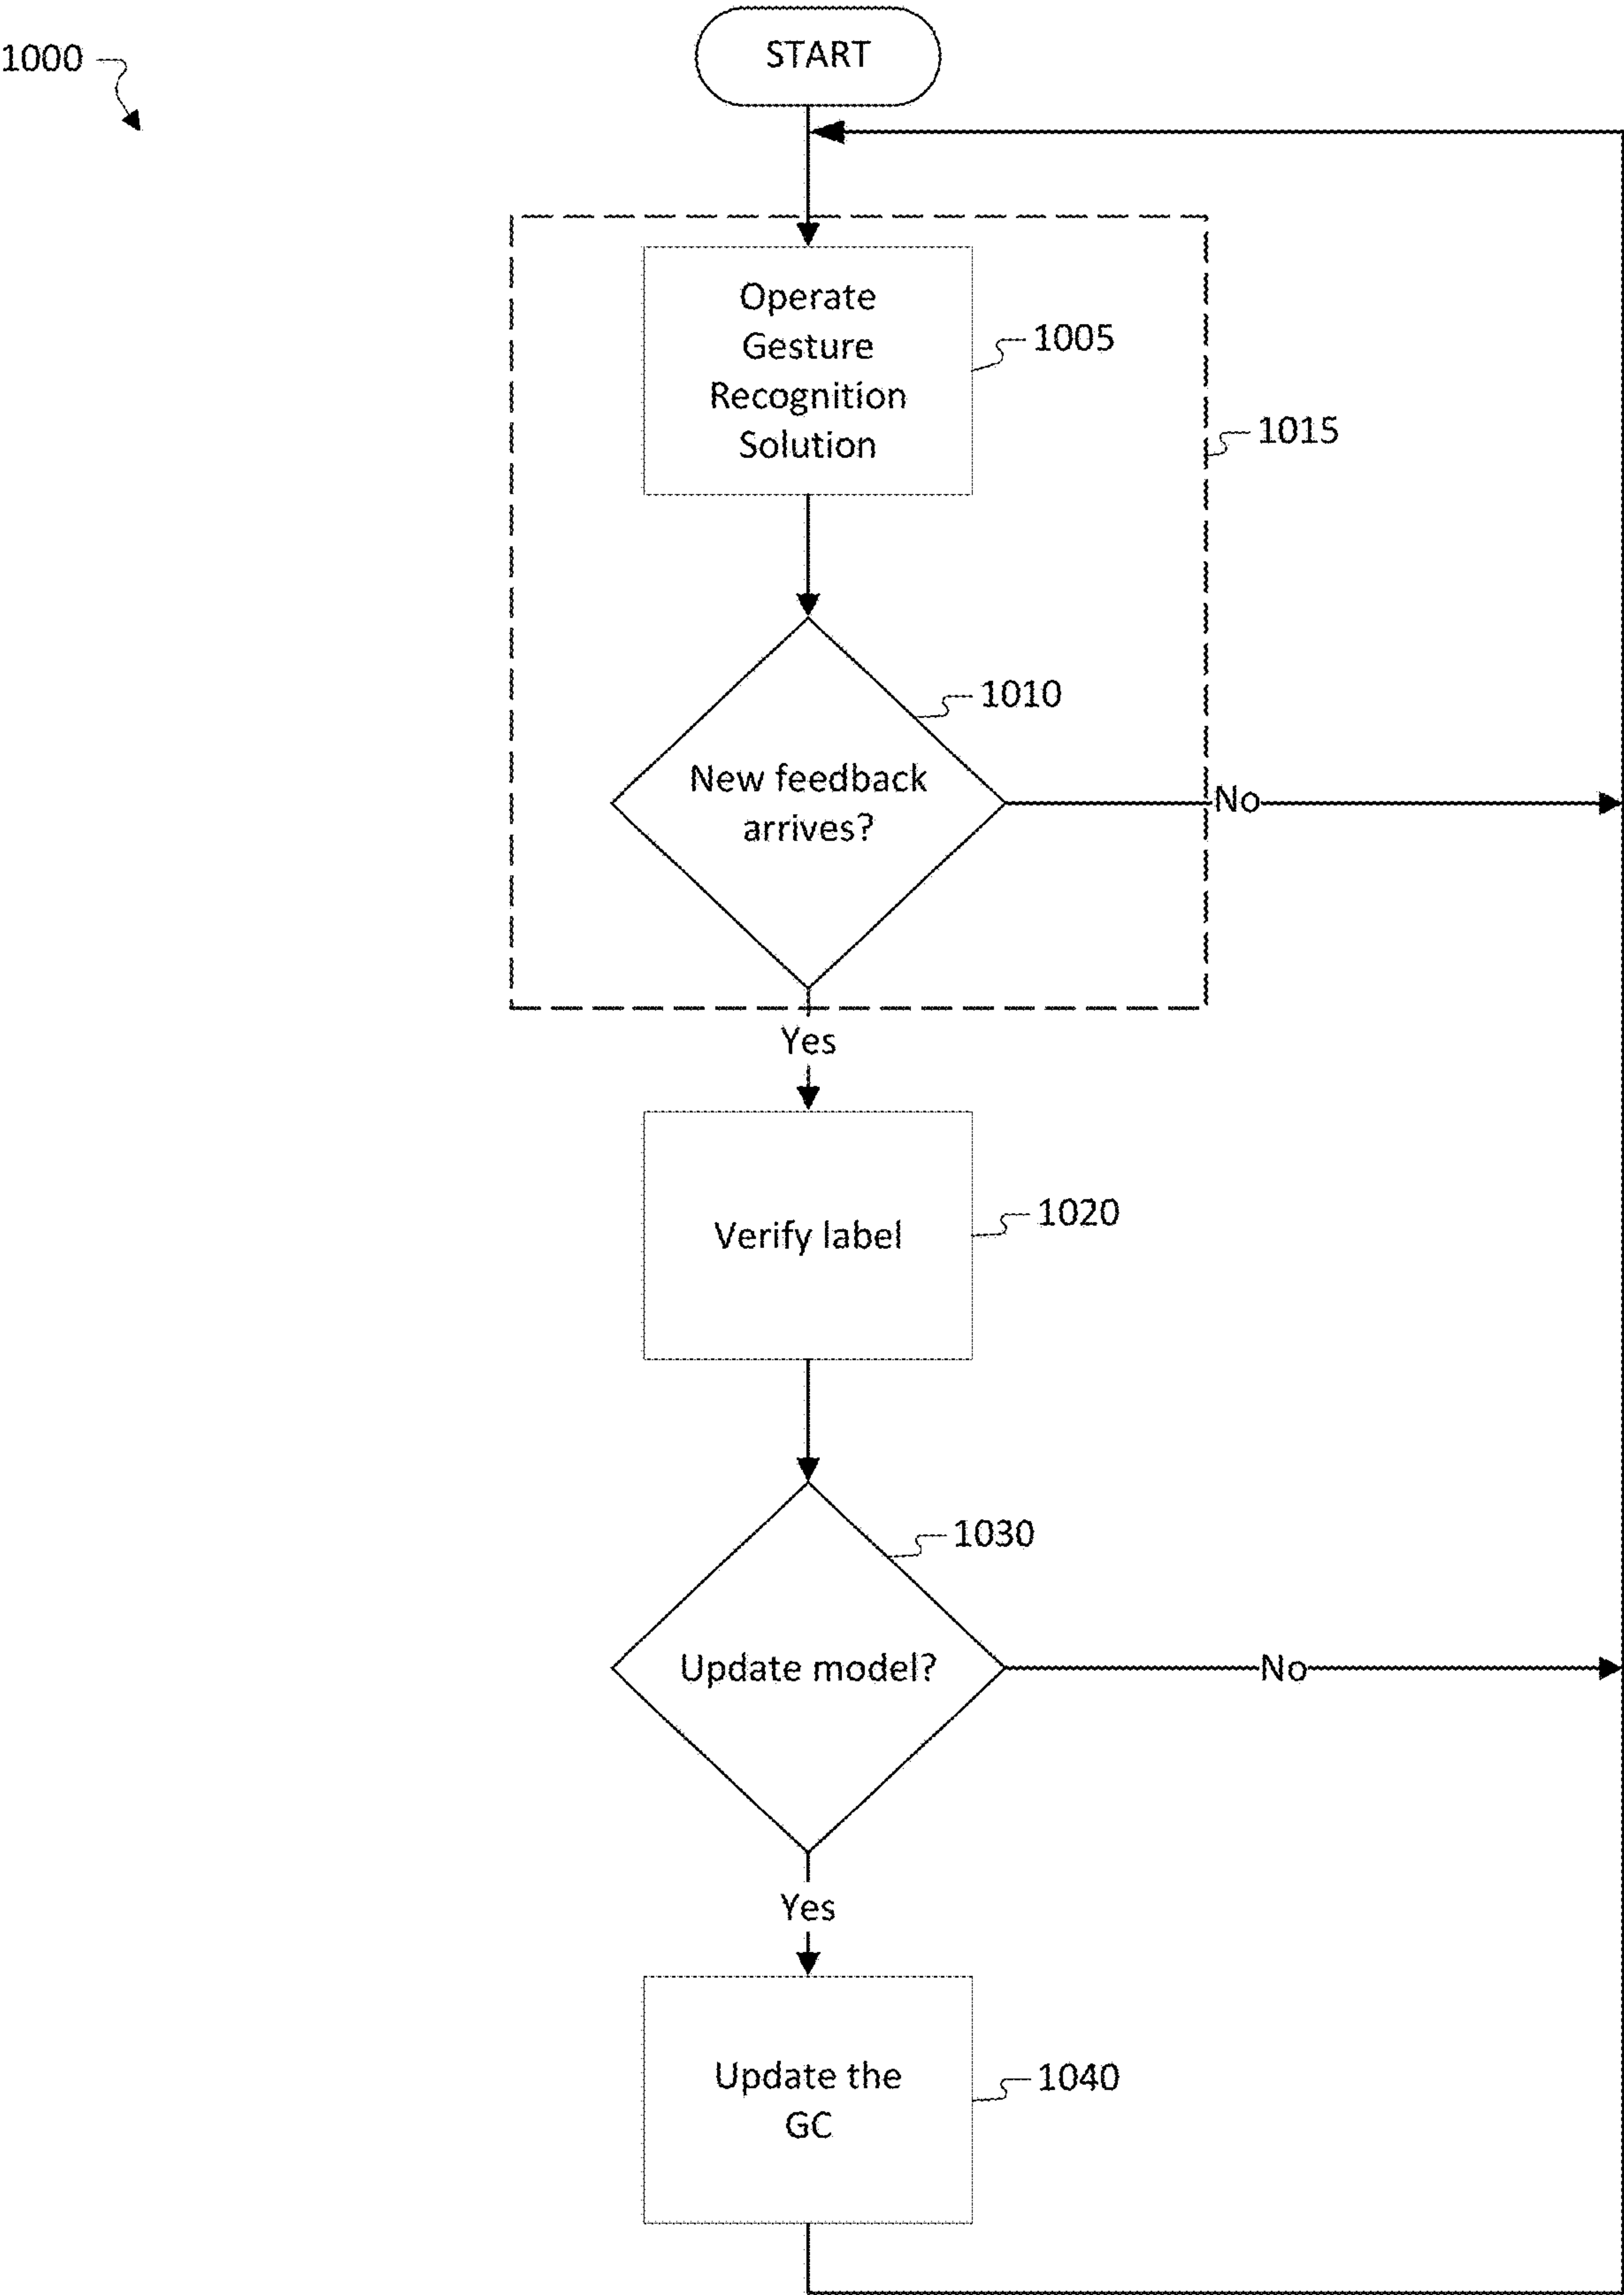 START
1000
Operate
Gesture
Recognition
Solution
1005
1015
1010
New feedback
arrives?
No
Yes
Verify label
1020
1030
Update model?
No
Yes
Update the
GC
1040